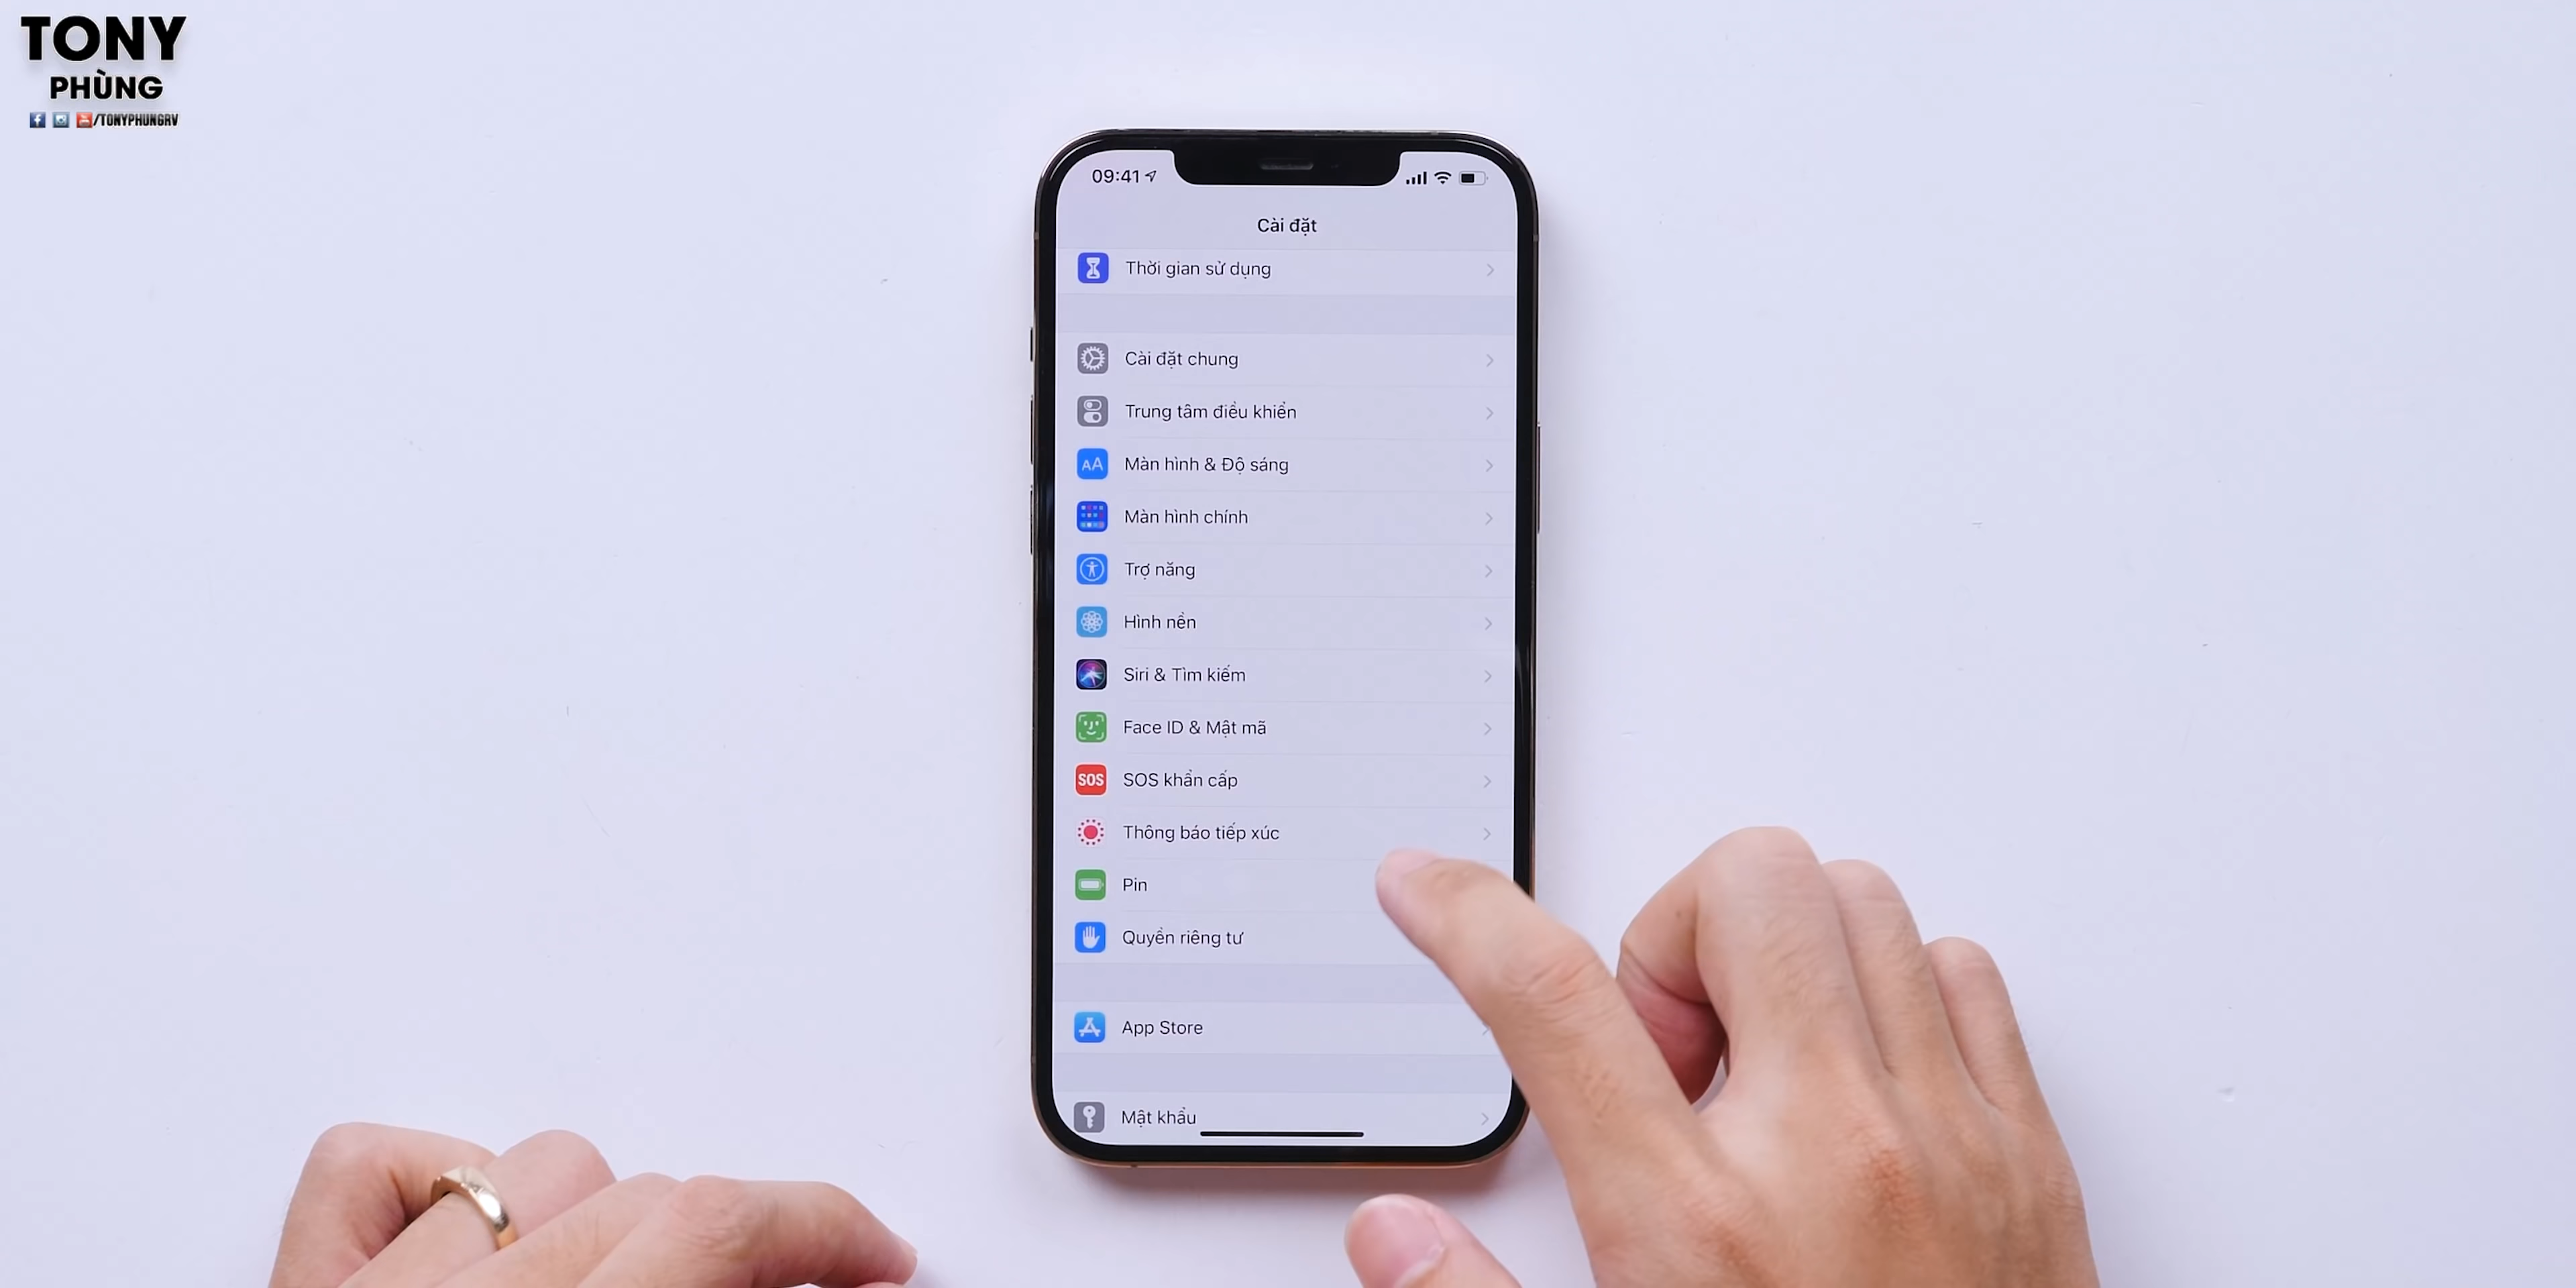 TONY
PHÙNG
/TONYPHUNGRV
09:41
Cài đặt
Thời gian sử dụng
Cài đặt chung
Trung tâm điều khiển
AA Màn hình & Độ sáng
Màn hình chính
Trợ năng
Hình nền
Siri & Tìm kiếm
Face ID & Mật mã
SOS SOS khẩn cấp
Thông báo tiếp xúc
Pin
Quyền riêng tư
App Store
Mật khẩu